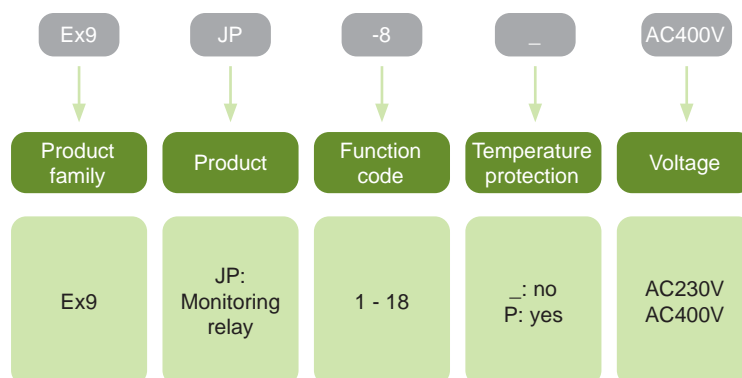 Ex9
JP
-8
_
AC400V
Product
family
Product
Function
code
Temperature
protection
Voltage
Ex9
JP:
Monitoring
relay
1 - 18
_: no
P: yes
AC230V
AC400V